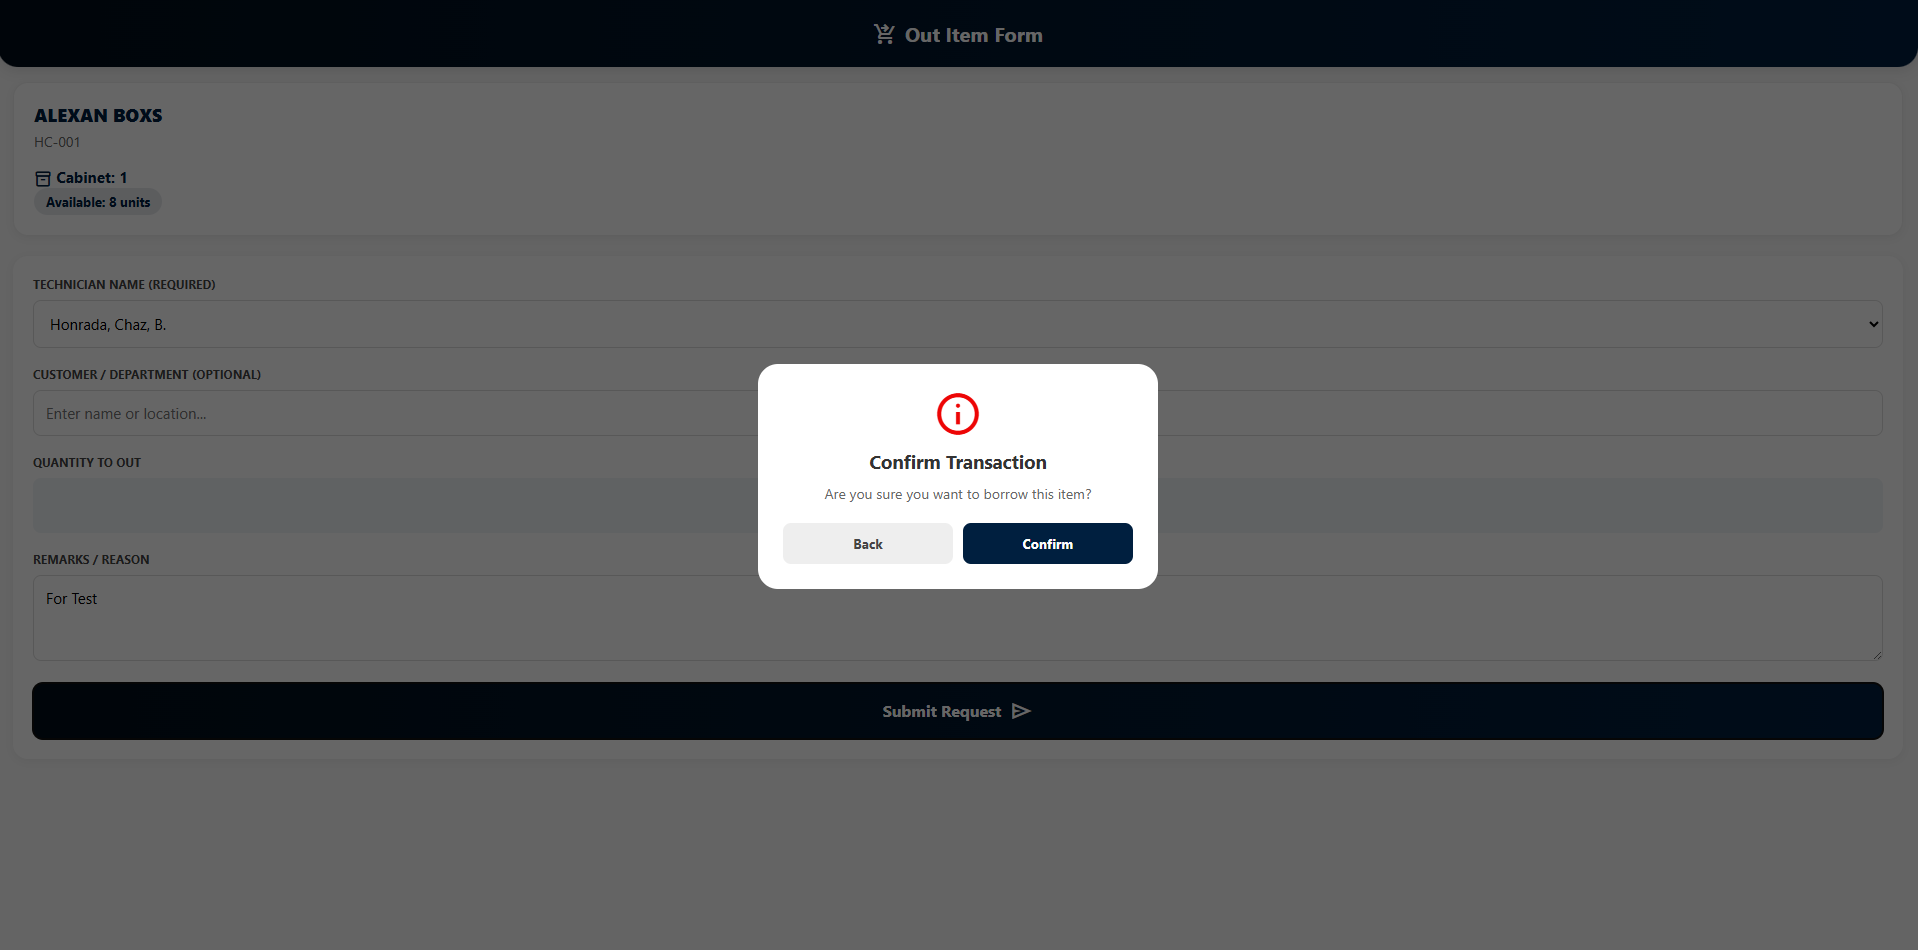 Out Item Form
ALEXAN BOXS
HC-001
Cabinet: 1
Available: 8 units
TECHNICIAN NAME (REQUIRED)
Honrada, Chaz, B.
CUSTOMER / DEPARTMENT (OPTIONAL)
Enter name or location...
QUANTITY TO OUT
Confirm Transaction
Are you sure you want to borrow this item?
Back Confirm
REMARKS / REASON
For Test
Submit Request